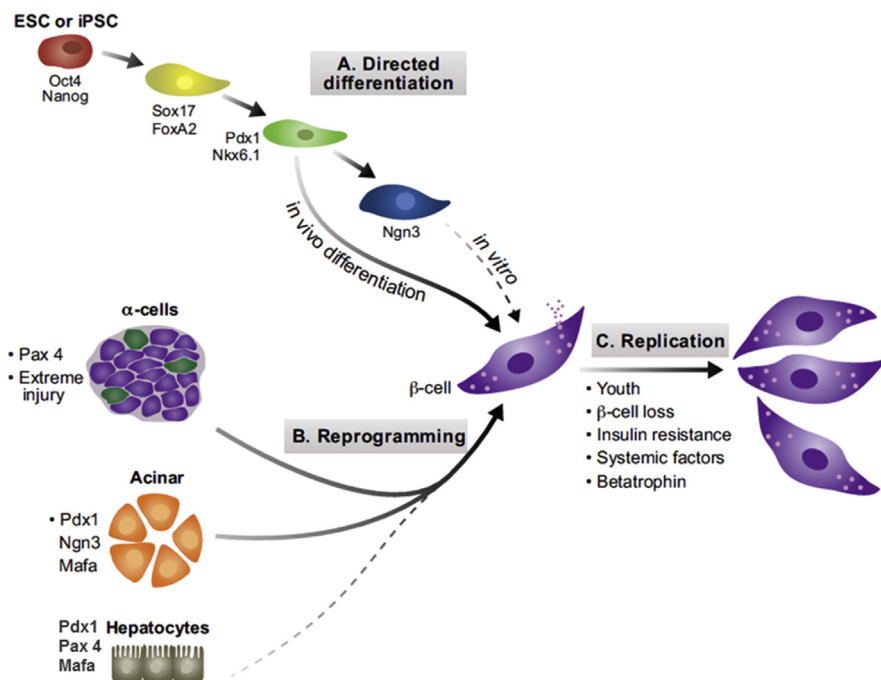 ESC or iPSC
Oct4
Nanog
Sox17
FoxA2
A. Directed
differentiation
Pdx1
Nkx6.1
Ngn3
in vivo differentiation
in vitro
α-cells
• Pax 4
• Extreme
injury
β-cell
B. Reprogramming
C. Replication
• Youth
• β-cell loss
• Insulin resistance
• Systemic factors
• Betatrophin
Acinar
• Pdx1
Ngn3
Mafa
Hepatocytes
Pdx1
Pax 4
Mafa